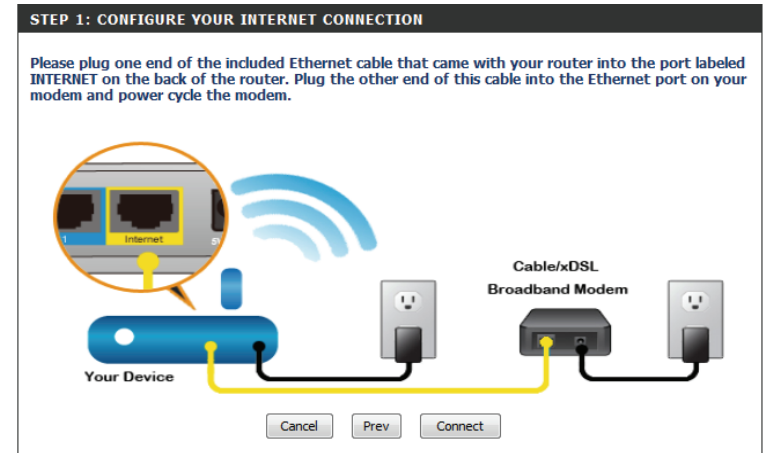 STEP 1: CONFIGURE YOUR INTERNET CONNECTION
Please plug one end of the included Ethernet cable that came with your router into the port labeled
INTERNET on the back of the router. Plug the other end of this cable into the Ethernet port on your
modem and power cycle the modem.
1
Internet
Cable/xDSL
Broadband Modem
Your Device
Cancel
Prev
Connect